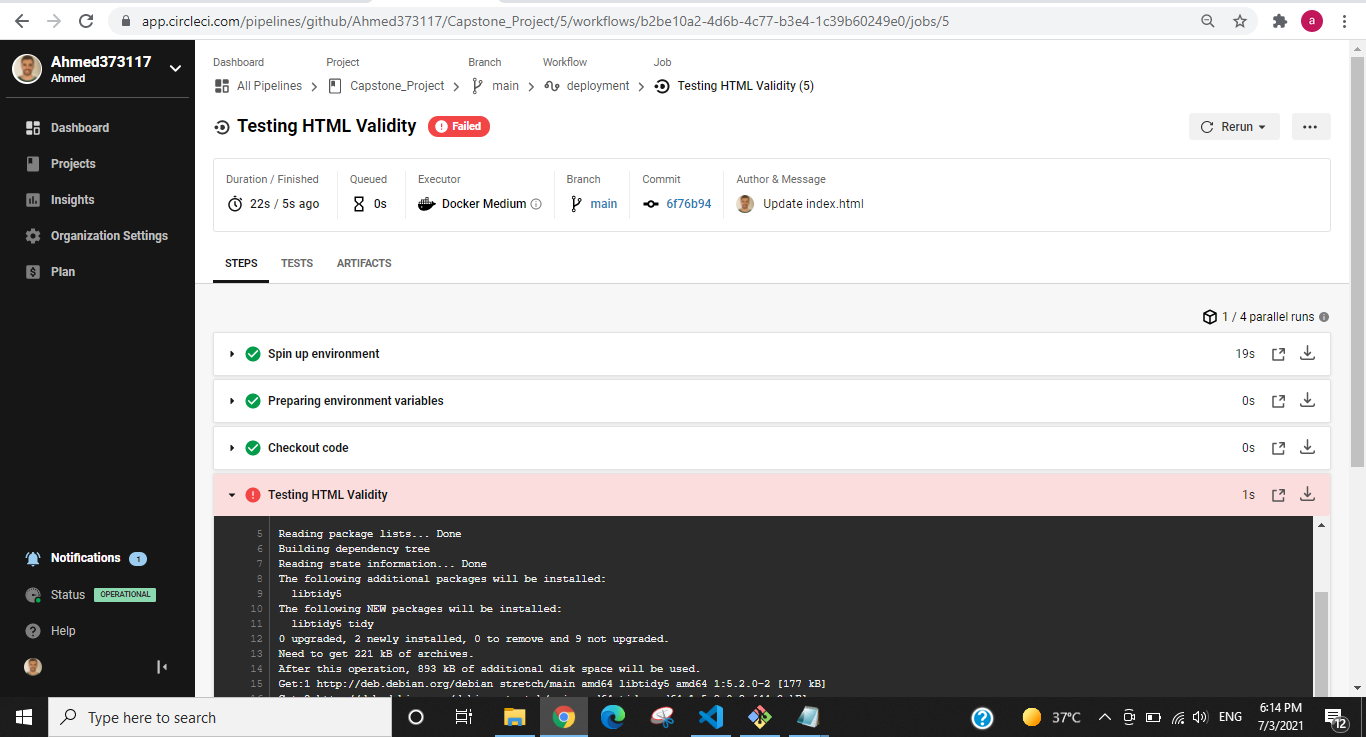 app.circleci.com/pipelines/github/Ahmed373117/Capstone_Project/5/workflows/b2be10a2-4d6b-4c77-b3e4-1c39b60249e0/jobs/5
a
Ahmed373117
Ahmed
Dashboard
Projects
Insights
Organization Settings
Plan
Notifications 1
Status OPERATIONAL
Help
Dashboard Project Branch Workflow Job
All Pipelines Capstone_Project main deployment Testing HTML Validity (5)
Testing HTML Validity Failed
Rerun
Duration / Finished Queued Executor Branch Commit Author & Message
22s / 5s ago 0s Docker Medium main 6f76b94 Update index.html
STEPS TESTS ARTIFACTS
1 / 4 parallel runs
Spin up environment 19s
Preparing environment variables 0s
Checkout code 0s
Testing HTML Validity 1s
5 Reading package lists... Done
6 Building dependency tree
7 Reading state information... Done
8 The following additional packages will be installed:
9 libtidy5
10 The following NEW packages will be installed:
11 libtidy5 tidy
12 0 upgraded, 2 newly installed, 0 to remove and 9 not upgraded.
13 Need to get 221 kB of archives.
14 After this operation, 893 kB of additional disk space will be used.
15 Get:1 http://deb.debian.org/debian stretch/main amd64 libtidy5 amd64 1:5.2.0-2 [177 kB]
Type here to search
37°C
ENG
6:14 PM
7/3/2021
12